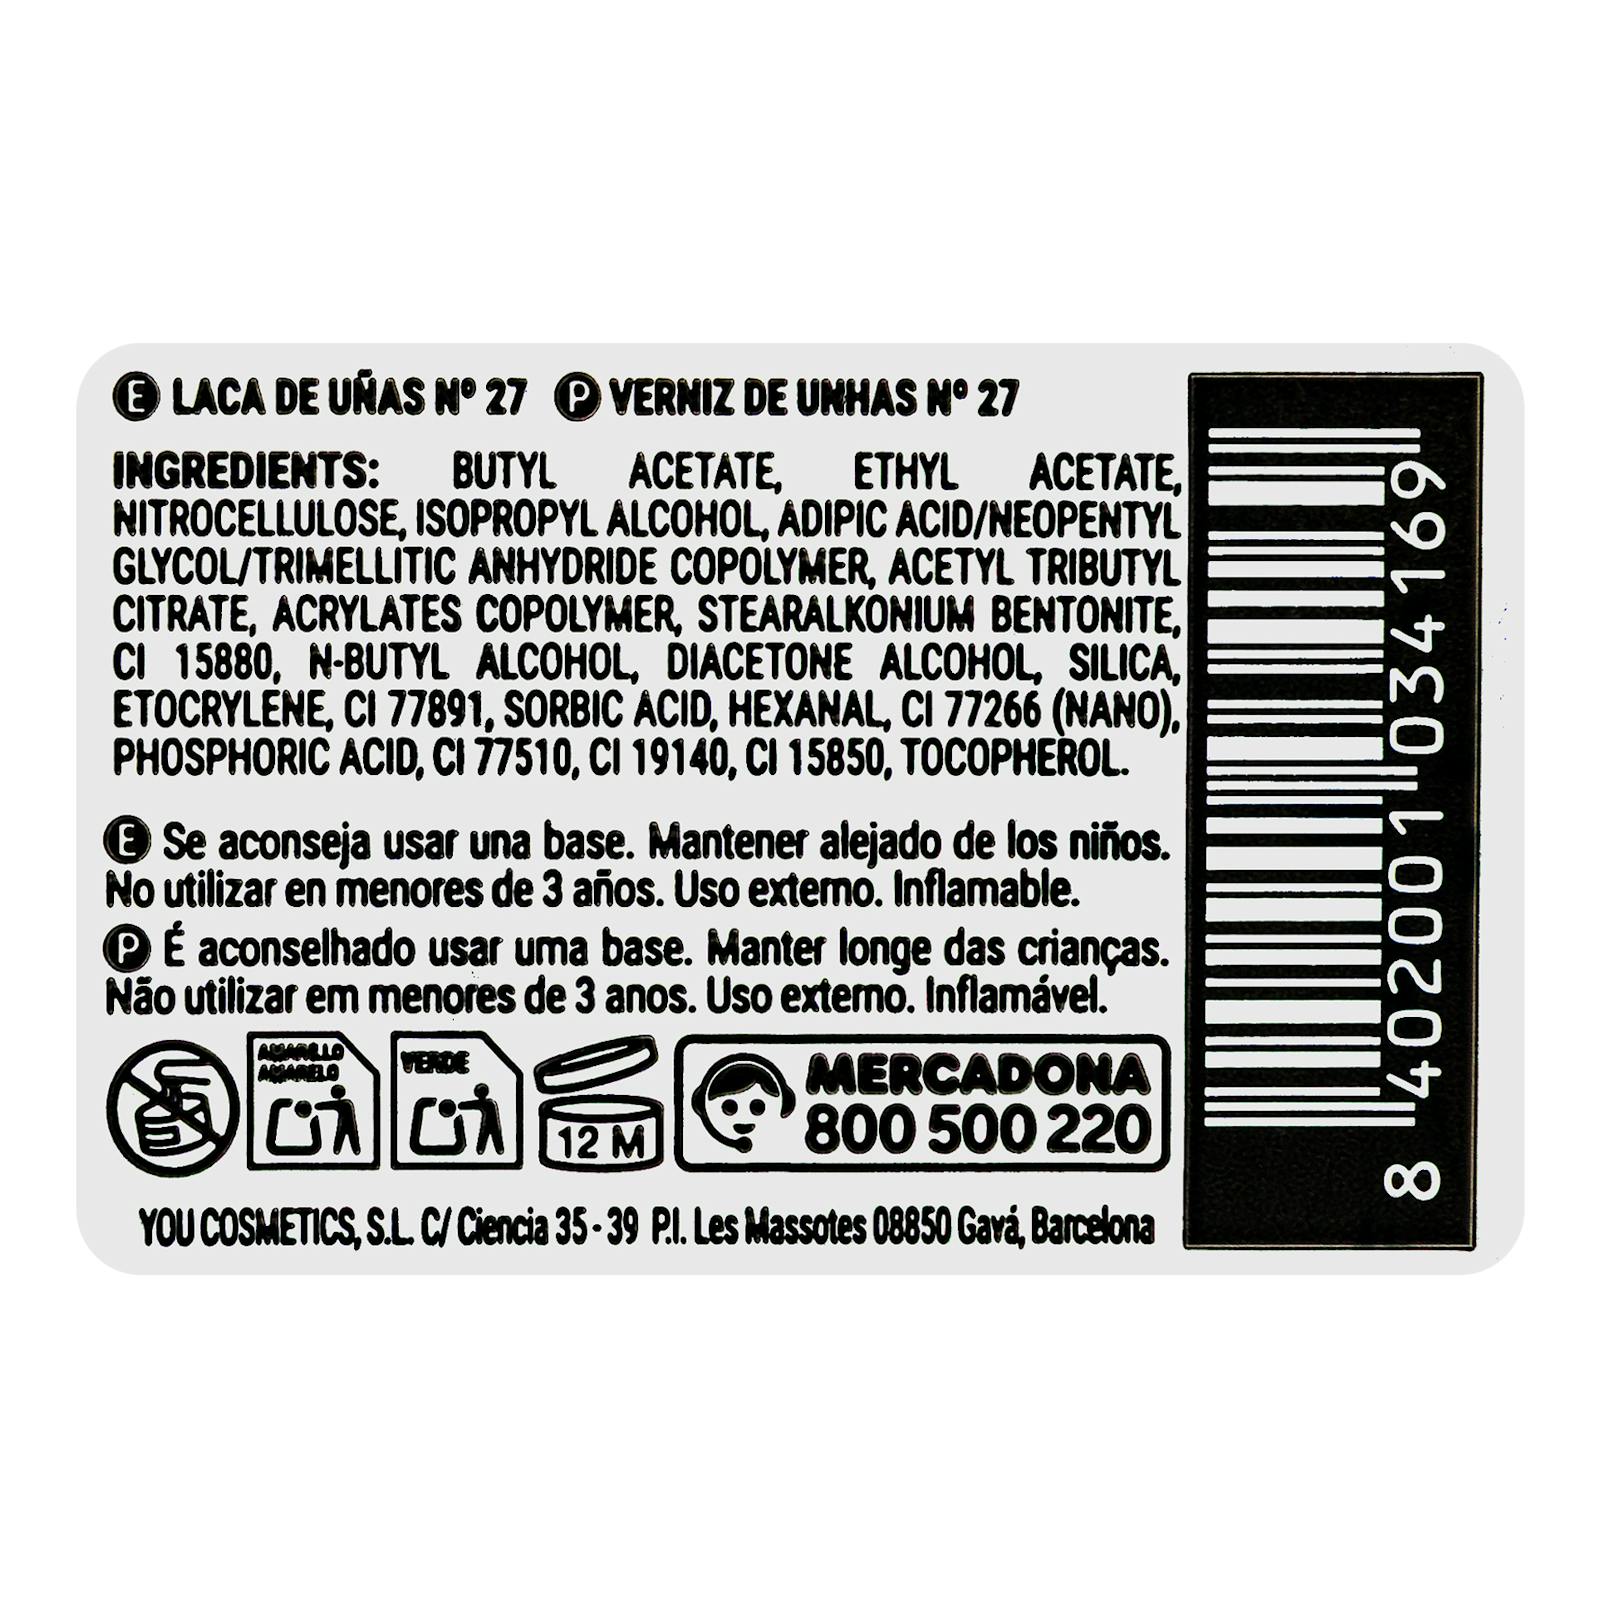 E LACA DE UÑAS Nº 27 P VERNIZ DE UNHAS Nº 27
INGREDIENTS: BUTYL ACETATE, ETHYL ACETATE,
NITROCELLULOSE, ISOPROPYL ALCOHOL, ADIPIC ACID/NEOPENTYL
GLYCOL/TRIMELLITIC ANHYDRIDE COPOLYMER, ACETYL TRIBUTYL
CITRATE, ACRYLATES COPOLYMER, STEARALKONIUM BENTONITE,
CI 15880, N-BUTYL ALCOHOL, DIACETONE ALCOHOL, SILICA,
ETOCRYLENE, CI 77891, SORBIC ACID, HEXANAL, CI 77266 (NANO),
PHOSPHORIC ACID, CI 77510, CI 19140, CI 15850, TOCOPHEROL.
E Se aconseja usar una base. Mantener alejado de los niños.
No utilizar en menores de 3 años. Uso externo. Inflamable.
P É aconselhado usar uma base. Manter longe das crianças.
Não utilizar em menores de 3 anos. Uso externo. Inflamável.
AMARILLO
AMARELO
VERDE
12 M
MERCADONA
800 500 220
YOU COSMETICS, S.L. C/ Ciencia 35-39 P.I. Les Massotes 08850 Gavá, Barcelona
8 402001 034169